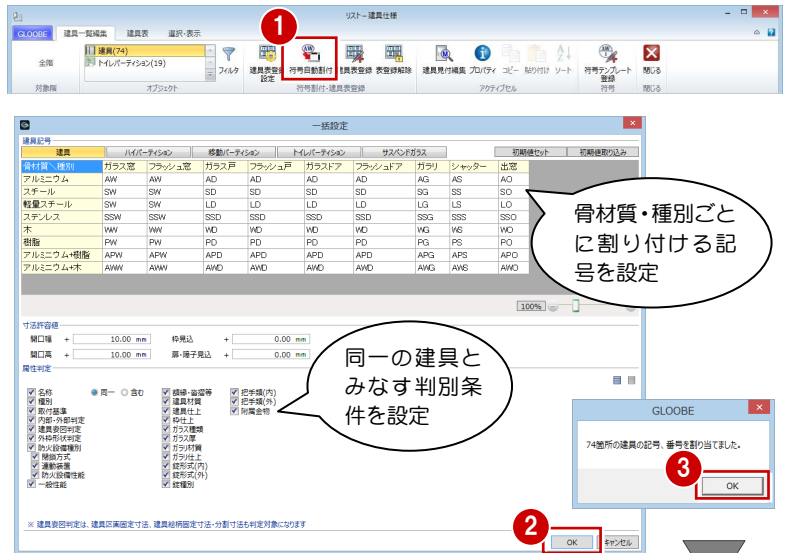 リスト－建具仕様
GLOOBE 建具一覧編集 建具表 選択・表示
全階
建具(74)
トイレパーティション(19)
フィルタ
建具表登録設定
符号自動割付
建具表登録
表登録解除
建具見付編集
プロパティ
コピー
貼り付け
ソート
符号テンプレート登録
閉じる
対象階 オブジェクト 符号割付・建具表登録 アクティブセル 符号 閉じる
1
一括設定
建具記号
建具 ハイパーティション 移動パーティション トイレパーティション サスペンドガラス 初期値セット 初期値取り込み
骨材質＼種別 ガラス窓 フラッシュ窓 ガラス戸 フラッシュ戸 ガラスドア フラッシュドア ガラリ シャッター 出窓
アルミニウム AW AW AD AD AD AD AG AS AO
スチール SW SW SD SD SD SD SG SS SO
軽量スチール SW SW LD LD LD LD LG LS LO
ステンレス SSW SSW SSD SSD SSD SSD SSG SSS SSO
木 WW WW WD WD WD WD WG WS WO
樹脂 PW PW PD PD PD PD PG PS PO
アルミニウム+樹脂 APW APW APD APD APD APD APG APS APO
アルミニウム+木 AWW AWW AWD AWD AWD AWD AWG AWS AWO
100%
骨材質・種別ごと
に割り付ける記
号を設定
寸法許容値
開口幅 + 10.00 mm 枠見込 + 0.00 mm
開口高 + 10.00 mm 扉・障子見込 + 0.00 mm
属性判定
名称 同一 含む
種別
取付基準
内部・外部判定
建具姿図判定
外枠形状判定
防火設備種別
閉鎖方式
連動装置
防火設備性能
一般性能
額縁・皿溜等
建具材質
建具仕上
枠仕上
ガラス種類
ガラス厚
ガラリ材質
ガラリ仕上
錠形式(内)
錠形式(外)
錠種別
把手類(内)
把手類(外)
附属金物
同一の建具と
みなす判別条
件を設定
※ 建具姿図判定は、建具区画固定寸法、建具絵柄固定寸法・分割寸法も判定対象になります
2
OK キャンセル
GLOOBE
74箇所の建具の記号、番号を割り当てました。
3
OK